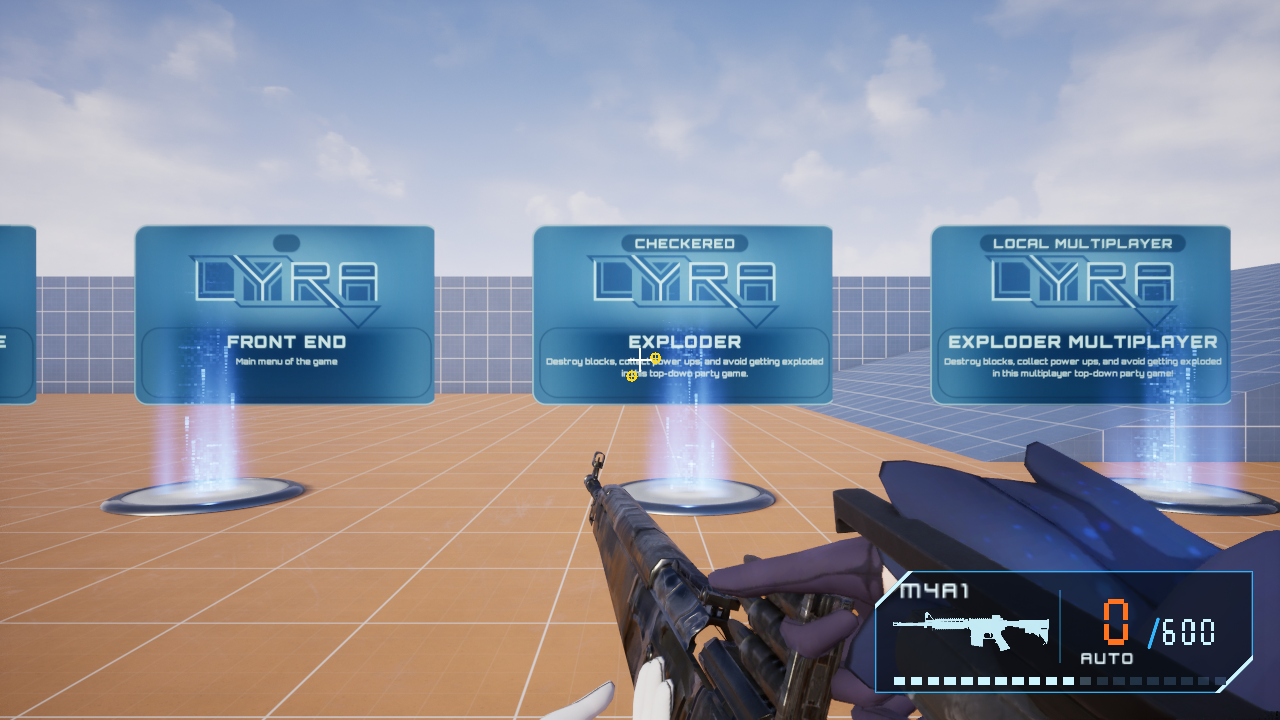 E
LYRA
FRONT END
Main menu of the game
CHECKERED
LYRA
EXPLODER
Destroy blocks, collect power ups, and avoid getting exploded
in this top-down party game.
LOCAL MULTIPLAYER
LYRA
EXPLODER MULTIPLAYER
Destroy blocks, collect power ups, and avoid getting exploded
in this multiplayer top-down party game!
M4A1
0 /600
AUTO